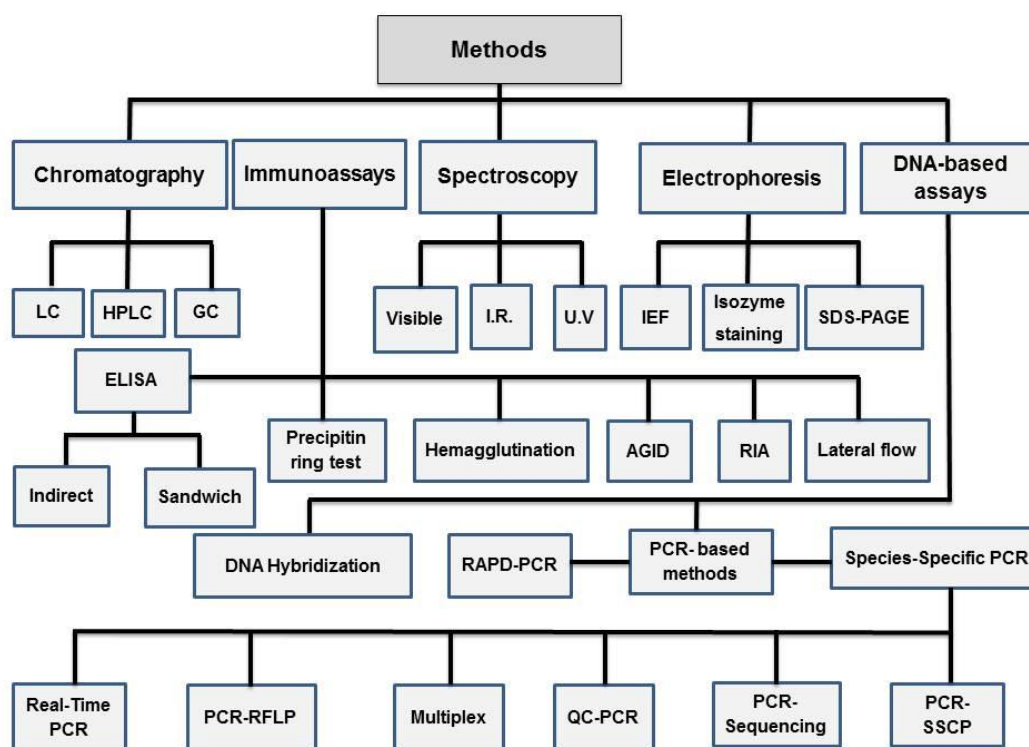 Methods
Chromatography
Immunoassays
Spectroscopy
Electrophoresis
DNA-based
assays
LC
HPLC
GC
Visible
I.R.
U.V
IEF
Isozyme
staining
SDS-PAGE
ELISA
Precipitin
ring test
Hemagglutination
AGID
RIA
Lateral flow
Indirect
Sandwich
DNA Hybridization
RAPD-PCR
PCR- based
methods
Species-Specific PCR
Real-Time
PCR
PCR-RFLP
Multiplex
QC-PCR
PCR-
Sequencing
PCR-
SSCP